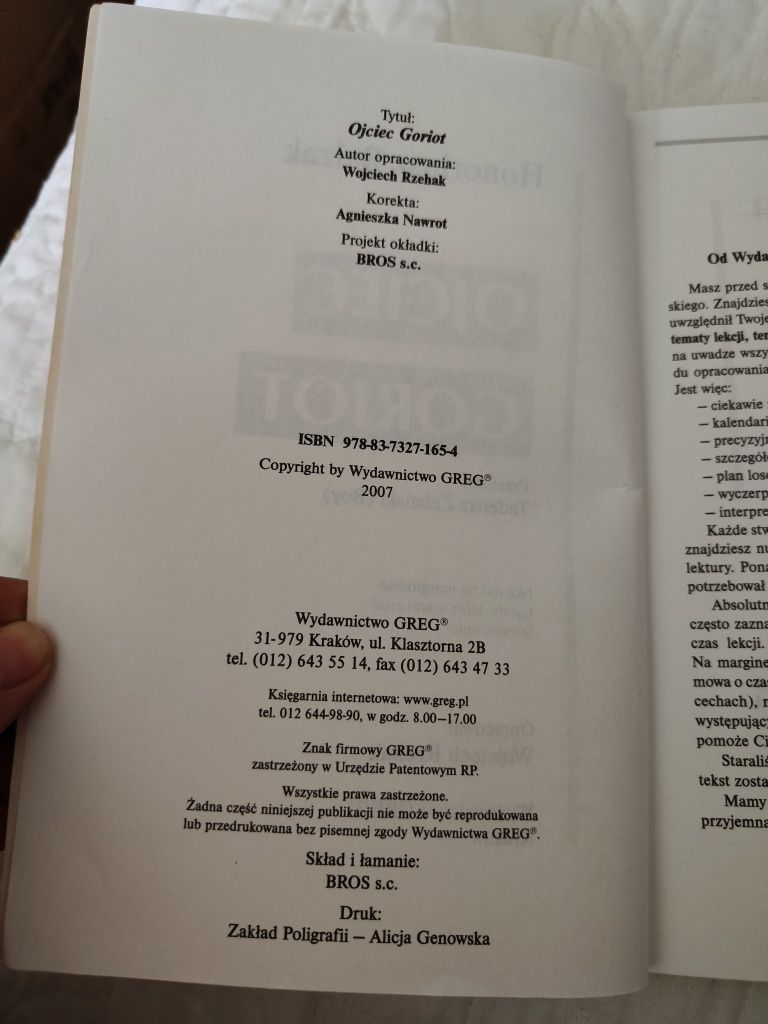 Tytuł:
Ojciec Goriot
Autor opracowania:
Wojciech Rzehak
Korekta:
Agnieszka Nawrot
Projekt okładki:
BROS s.c.
ISBN 978-83-7327-165-4
Copyright by Wydawnictwo GREG®
2007
Wydawnictwo GREG®
31-979 Kraków, ul. Klasztorna 2B
tel. (012) 643 55 14, fax (012) 643 47 33
Księgarnia internetowa: www.greg.pl
tel. 012 644-98-90, w godz. 8.00–17.00
Znak firmowy GREG®
zastrzeżony w Urzędzie Patentowym RP.
Wszystkie prawa zastrzeżone.
Żadna część niniejszej publikacji nie może być reprodukowana
lub przedrukowana bez pisemnej zgody Wydawnictwa GREG®.
Skład i łamanie:
BROS s.c.
Druk:
Zakład Poligrafii – Alicja Genowska
Od Wyda
Masz przed s
skiego. Znajdzies
uwzględnił Twoje
tematy lekcji, ter
na uwadze wszy
du opracowania
Jest więc:
– ciekawie
– kalendari
– precyzyjn
– szczegół
– plan loso
– wyczerp
– interpre
Każde stw
znajdziesz nu
lektury. Pona
potrzebował
Absolutn
często zazna
czas lekcji.
Na margine
mowa o cza
cechach), n
występując
pomoże Ci
Staraliś
tekst zosta
Mamy
przyjemna